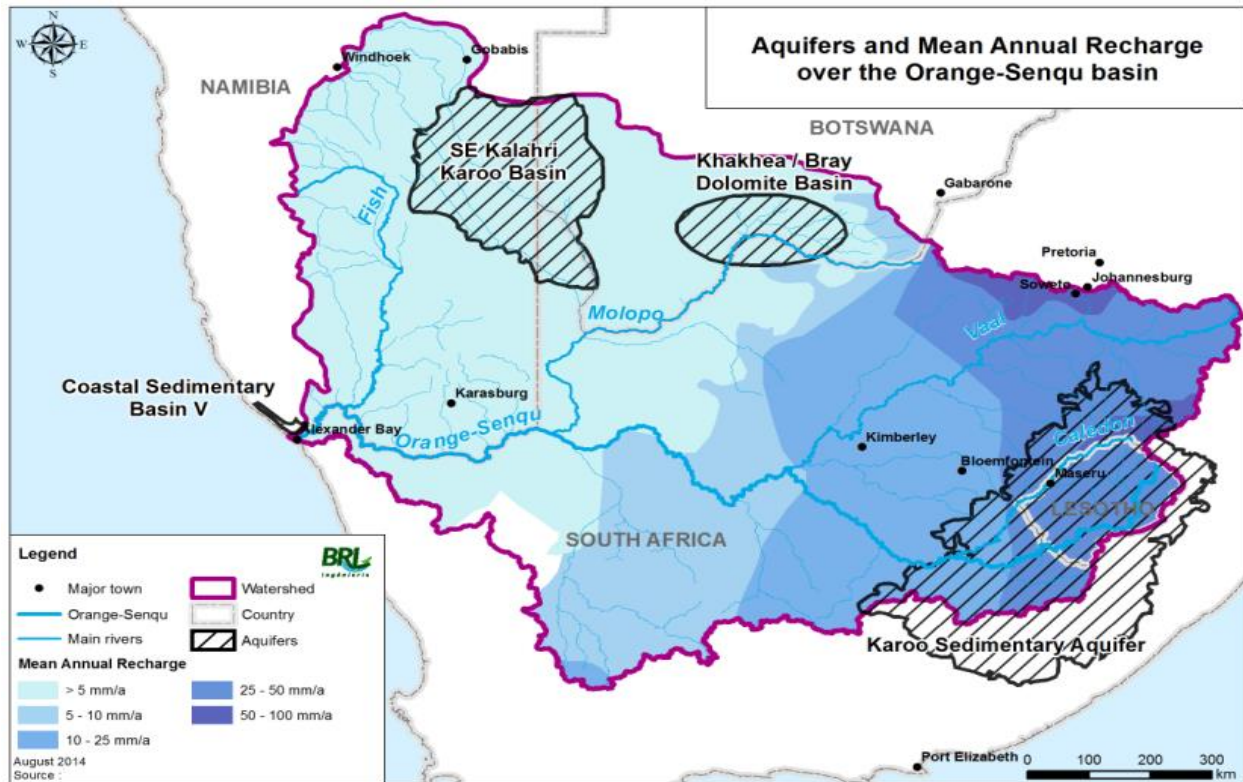 Aquifers and Mean Annual Recharge
over the Orange-Senqu basin
N
W
E
S
Windhoek
Gobabis
NAMIBIA
BOTSWANA
SE Kalahri
Karoo Basin
Khakhea / Bray
Dolomite Basin
Gabarone
Fish
Pretoria
Johannesburg
Soweto
Molopo
Vaal
Coastal Sedimentary
Basin V
Karasburg
Alexander Bay
Orange-Senqu
Kimberley
Caledon
Bloemfontein
Maseru
LESOTHO
SOUTH AFRICA
Karoo Sedimentary Aquifer
Port Elizabeth
Legend
BRL
Ingénierie
Major town
Watershed
Orange-Senqu
Country
Main rivers
Aquifers
Mean Annual Recharge
> 5 mm/a
25 - 50 mm/a
5 - 10 mm/a
50 - 100 mm/a
10 - 25 mm/a
August 2014
Source :
0 100 200 300
km